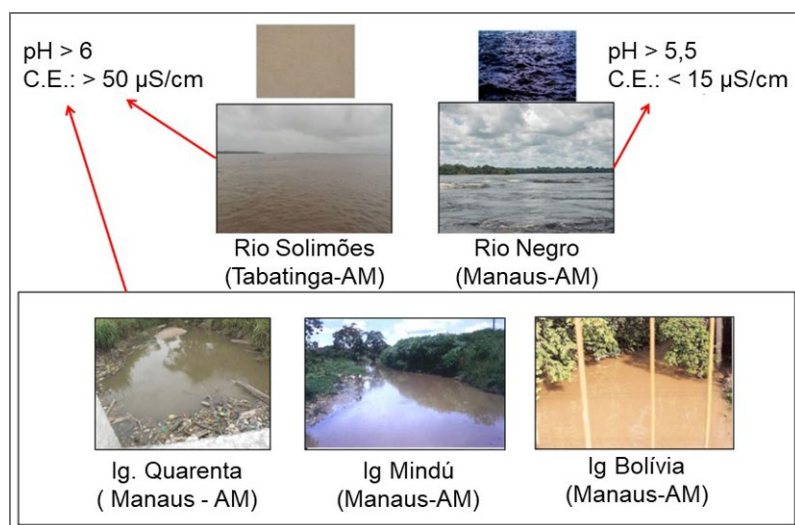 pH > 6
C.E.: > 50 µS/cm
pH > 5,5
C.E.: < 15 µS/cm
Rio Solimões
(Tabatinga-AM)
Rio Negro
(Manaus-AM)
Ig. Quarenta
( Manaus - AM)
Ig Mindú
(Manaus-AM)
Ig Bolívia
(Manaus-AM)